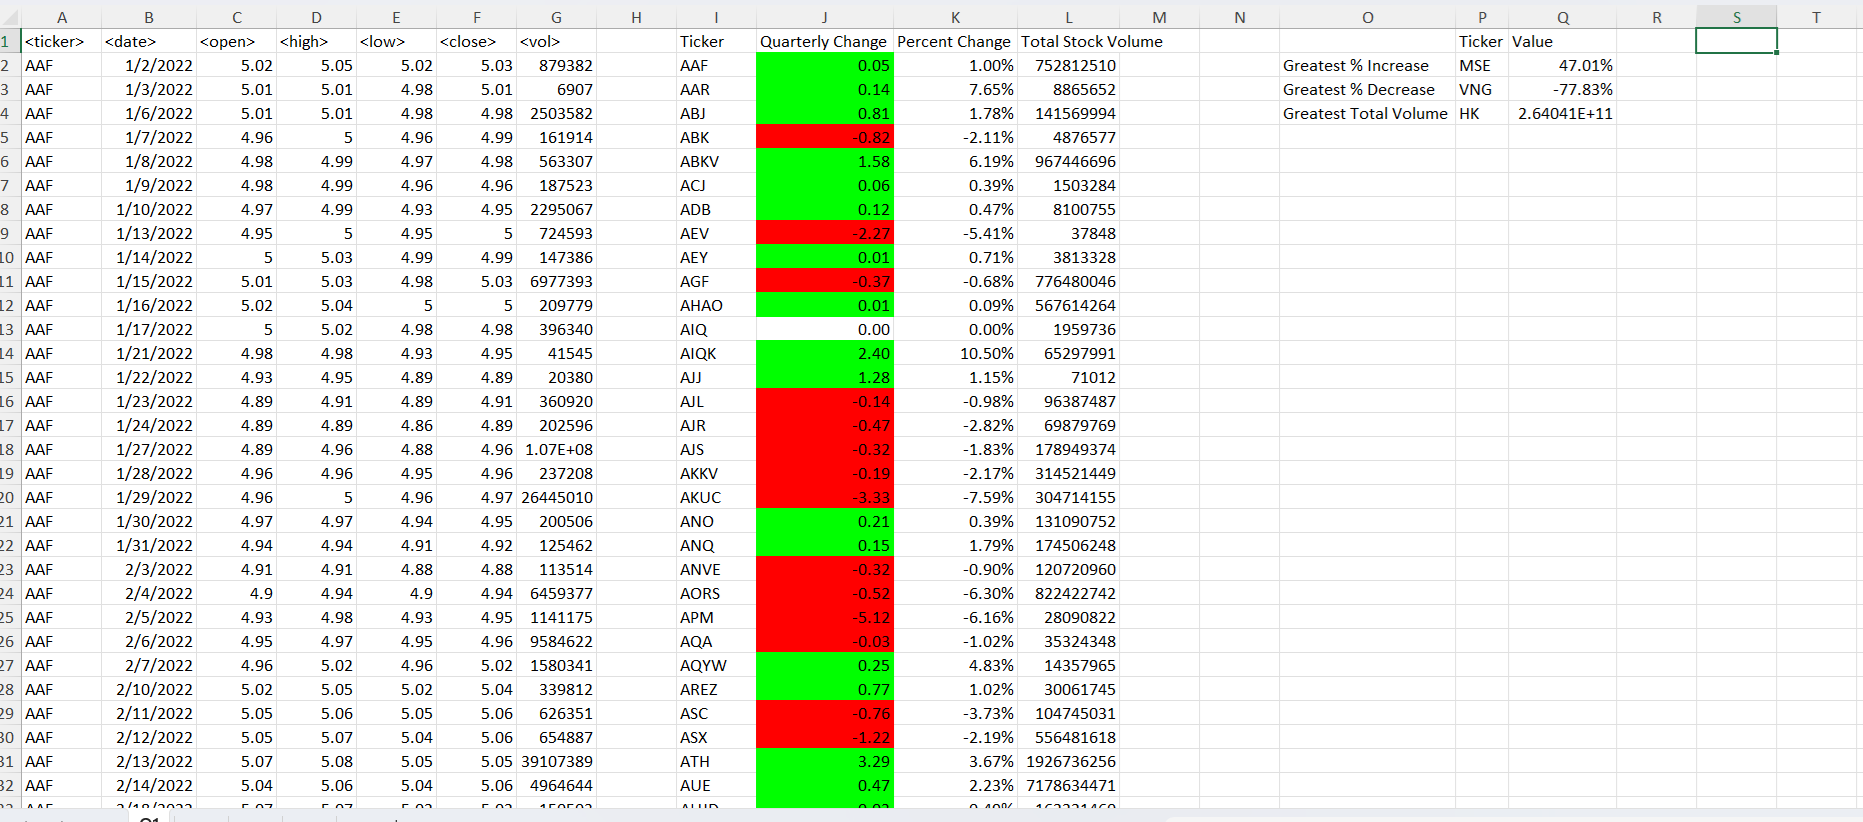 A B C D E F G H I J K L M N O P Q R S T
1 <ticker> <date> <open> <high> <low> <close> <vol> Ticker Quarterly Change Percent Change Total Stock Volume Ticker Value
2 AAF 1/2/2022 5.02 5.05 5.02 5.03 879382 AAF 0.05 1.00% 752812510 Greatest % Increase MSE 47.01%
3 AAF 1/3/2022 5.01 5.01 4.98 5.01 6907 AAR 0.14 7.65% 8865652 Greatest % Decrease VNG -77.83%
4 AAF 1/6/2022 5.01 5.01 4.98 4.98 2503582 ABJ 0.81 1.78% 141569994 Greatest Total Volume HK 2.64041E+11
5 AAF 1/7/2022 4.96 5 4.96 4.99 161914 ABK -0.82 -2.11% 4876577
6 AAF 1/8/2022 4.98 4.99 4.97 4.98 563307 ABKV 1.58 6.19% 967446696
7 AAF 1/9/2022 4.98 4.99 4.96 4.96 187523 ACJ 0.06 0.39% 1503284
8 AAF 1/10/2022 4.97 4.99 4.93 4.95 2295067 ADB 0.12 0.47% 8100755
9 AAF 1/13/2022 4.95 5 4.95 5 724593 AEV -2.27 -5.41% 37848
10 AAF 1/14/2022 5 5.03 4.99 4.99 147386 AEY 0.01 0.71% 3813328
11 AAF 1/15/2022 5.01 5.03 4.98 5.03 6977393 AGF -0.37 -0.68% 776480046
12 AAF 1/16/2022 5.02 5.04 5 5 209779 AHAO 0.01 0.09% 567614264
13 AAF 1/17/2022 5 5.02 4.98 4.98 396340 AIQ 0.00 0.00% 1959736
14 AAF 1/21/2022 4.98 4.98 4.93 4.95 41545 AIQK 2.40 10.50% 65297991
15 AAF 1/22/2022 4.93 4.95 4.89 4.89 20380 AJJ 1.28 1.15% 71012
16 AAF 1/23/2022 4.89 4.91 4.89 4.91 360920 AJL -0.14 -0.98% 96387487
17 AAF 1/24/2022 4.89 4.89 4.86 4.89 202596 AJR -0.47 -2.82% 69879769
18 AAF 1/27/2022 4.89 4.96 4.88 4.96 1.07E+08 AJS -0.32 -1.83% 178949374
19 AAF 1/28/2022 4.96 4.96 4.95 4.96 237208 AKKV -0.19 -2.17% 314521449
20 AAF 1/29/2022 4.96 5 4.96 4.97 26445010 AKUC -3.33 -7.59% 304714155
21 AAF 1/30/2022 4.97 4.97 4.94 4.95 200506 ANO 0.21 0.39% 131090752
22 AAF 1/31/2022 4.94 4.94 4.91 4.92 125462 ANQ 0.15 1.79% 174506248
23 AAF 2/3/2022 4.91 4.91 4.88 4.88 113514 ANVE -0.32 -0.90% 120720960
24 AAF 2/4/2022 4.9 4.94 4.9 4.94 6459377 AORS -0.52 -6.30% 822422742
25 AAF 2/5/2022 4.93 4.98 4.93 4.95 1141175 APM -5.12 -6.16% 28090822
26 AAF 2/6/2022 4.95 4.97 4.95 4.96 9584622 AQA -0.03 -1.02% 35324348
27 AAF 2/7/2022 4.96 5.02 4.96 5.02 1580341 AQYW 0.25 4.83% 14357965
28 AAF 2/10/2022 5.02 5.05 5.02 5.04 339812 AREZ 0.77 1.02% 30061745
29 AAF 2/11/2022 5.05 5.06 5.05 5.06 626351 ASC -0.76 -3.73% 104745031
30 AAF 2/12/2022 5.05 5.07 5.04 5.06 654887 ASX -1.22 -2.19% 556481618
31 AAF 2/13/2022 5.07 5.08 5.05 5.05 39107389 ATH 3.29 3.67% 1926736256
32 AAF 2/14/2022 5.04 5.06 5.04 5.06 4964644 AUE 0.47 2.23% 7178634471